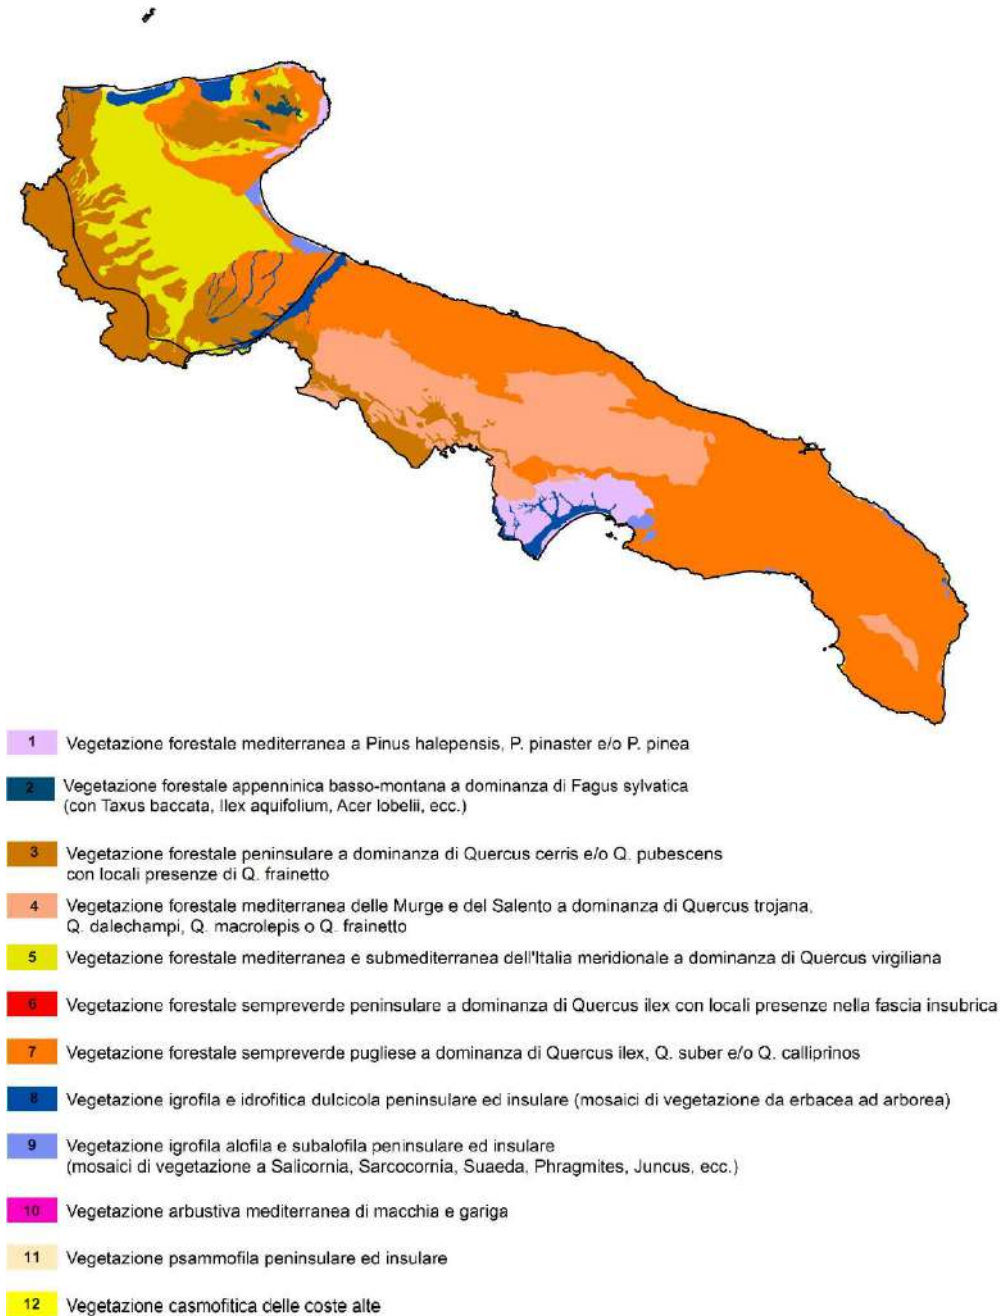 1 Vegetazione forestale mediterranea a Pinus halepensis, P. pinaster e/o P. pinea
2 Vegetazione forestale appenninica basso-montana a dominanza di Fagus sylvatica
(con Taxus baccata, Ilex aquifolium, Acer lobelii, ecc.)
3 Vegetazione forestale peninsulare a dominanza di Quercus cerris e/o Q. pubescens
con locali presenze di Q. frainetto
4 Vegetazione forestale mediterranea delle Murge e del Salento a dominanza di Quercus trojana,
Q. dalechampi, Q. macrolepis o Q. frainetto
5 Vegetazione forestale mediterranea e submediterranea dell'Italia meridionale a dominanza di Quercus virgiliana
6 Vegetazione forestale sempreverde peninsulare a dominanza di Quercus ilex con locali presenze nella fascia insubrica
7 Vegetazione forestale sempreverde pugliese a dominanza di Quercus ilex, Q. suber e/o Q. calliprinos
8 Vegetazione igrofila e idrofitica dulcicola peninsulare ed insulare (mosaici di vegetazione da erbacea ad arborea)
9 Vegetazione igrofila alofila e subalofila peninsulare ed insulare
(mosaici di vegetazione a Salicornia, Sarcocornia, Suaeda, Phragmites, Juncus, ecc.)
10 Vegetazione arbustiva mediterranea di macchia e gariga
11 Vegetazione psammofila peninsulare ed insulare
12 Vegetazione casmofitica delle coste alte